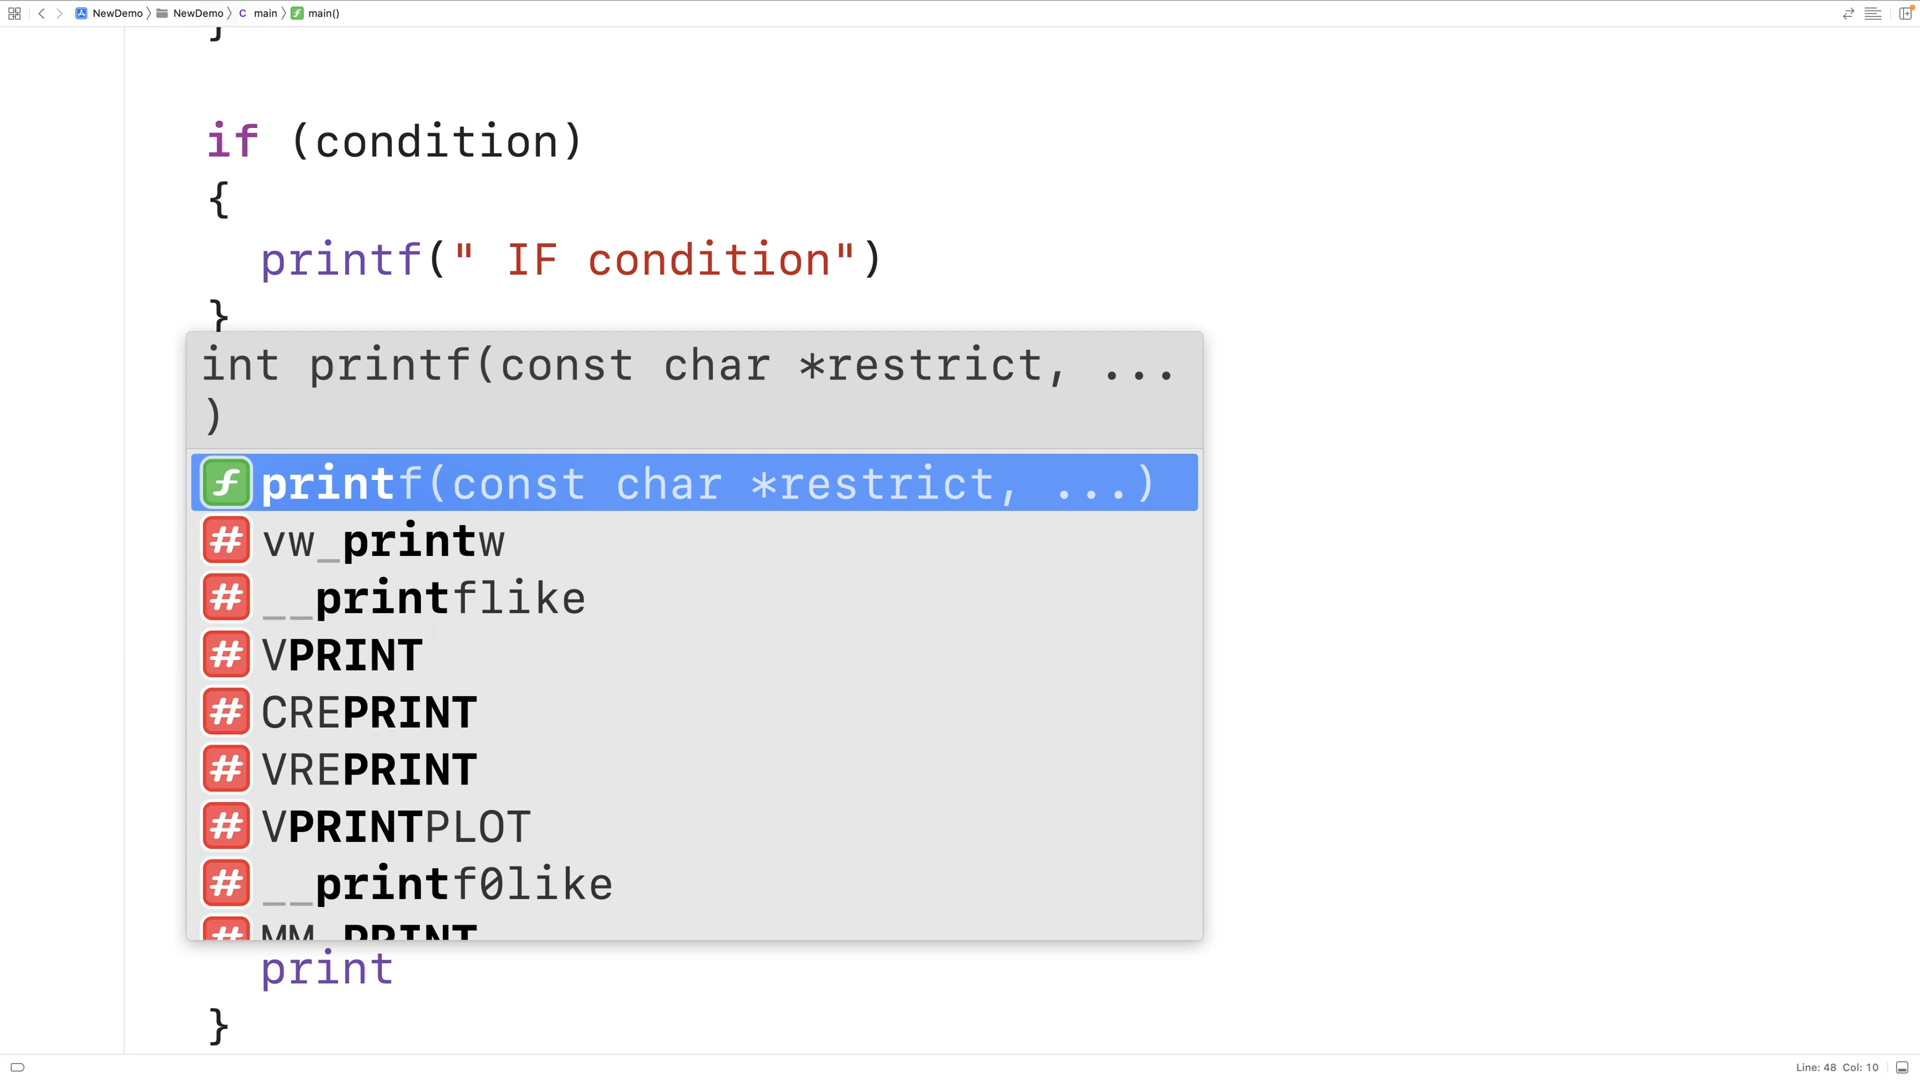 NewDemo NewDemo C main f main()
}
if (condition)
{
printf(" IF condition")
}
int printf(const char *restrict, ...
)
f printf(const char *restrict, ...)
# vw_printw
# __printflike
# VPRINT
# CREPRINT
# VREPRINT
# VPRINTPLOT
# __printf0like
# MM_PRINT
print
}
Line: 48 Col: 10